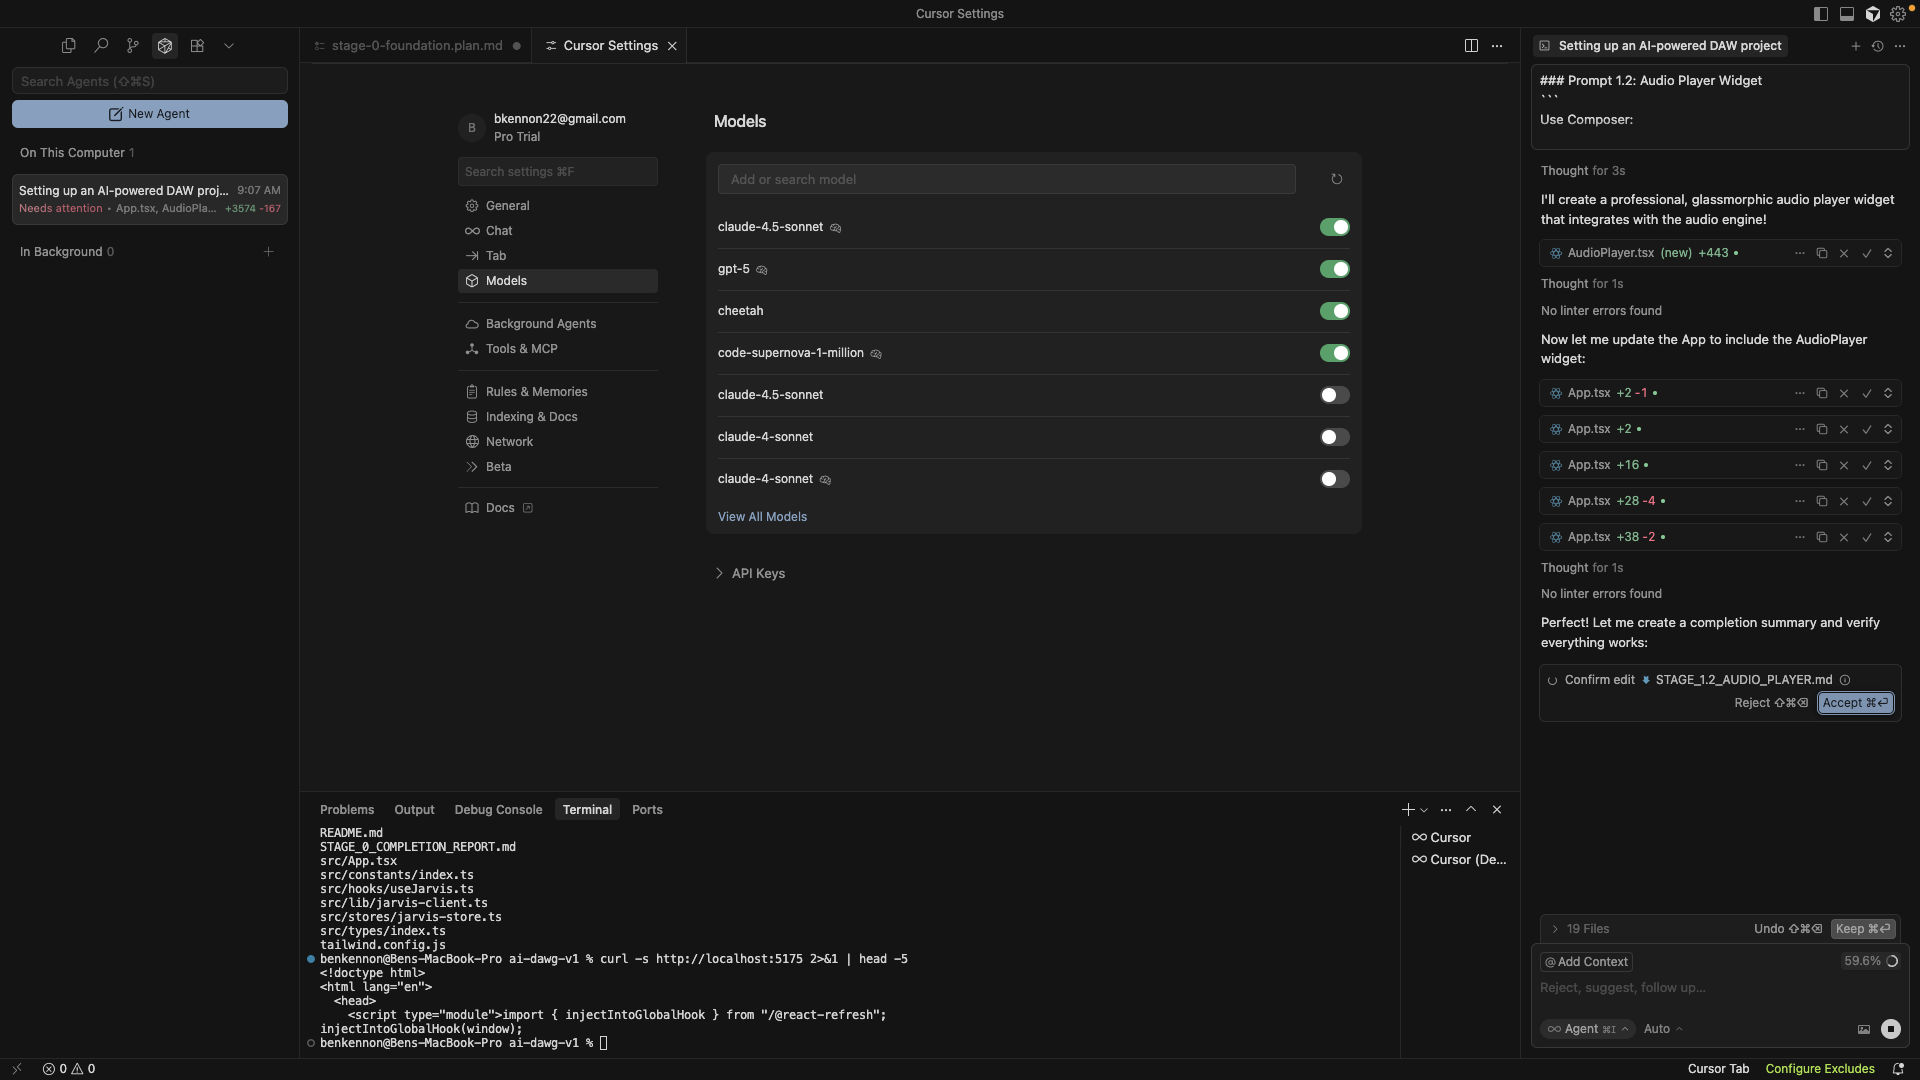 Cursor Settings
Search Agents (⇧⌘S)
New Agent
On This Computer 1
Setting up an AI-powered DAW proj... 9:07 AM
Needs attention • App.tsx, AudioPla... +3574 -167
In Background 0
stage-0-foundation.plan.md
Cursor Settings
B
bkennon22@gmail.com
Pro Trial
Search settings ⌘F
General
Chat
Tab
Models
Background Agents
Tools & MCP
Rules & Memories
Indexing & Docs
Network
Beta
Docs
Models
Add or search model
claude-4.5-sonnet
gpt-5
cheetah
code-supernova-1-million
claude-4.5-sonnet
claude-4-sonnet
claude-4-sonnet
View All Models
API Keys
Problems Output Debug Console Terminal Ports
README.md
STAGE_0_COMPLETION_REPORT.md
src/App.tsx
src/constants/index.ts
src/hooks/useJarvis.ts
src/lib/jarvis-client.ts
src/stores/jarvis-store.ts
src/types/index.ts
tailwind.config.js
benkennon@Bens-MacBook-Pro ai-dawg-v1 % curl -s http://localhost:5175 2>&1 | head -5
<!doctype html>
<html lang="en">
<head>
<script type="module">import { injectIntoGlobalHook } from "/@react-refresh";
injectIntoGlobalHook(window);
benkennon@Bens-MacBook-Pro ai-dawg-v1 %
Cursor
Cursor (De...
Setting up an AI-powered DAW project
### Prompt 1.2: Audio Player Widget
```
Use Composer:
Thought for 3s
I'll create a professional, glassmorphic audio player widget
that integrates with the audio engine!
AudioPlayer.tsx (new) +443 •
Thought for 1s
No linter errors found
Now let me update the App to include the AudioPlayer
widget:
App.tsx +2 -1 •
App.tsx +2 •
App.tsx +16 •
App.tsx +28 -4 •
App.tsx +38 -2 •
Thought for 1s
No linter errors found
Perfect! Let me create a completion summary and verify
everything works:
Confirm edit STAGE_1.2_AUDIO_PLAYER.md
Reject ⇧⌘⌫ Accept ⌘⏎
19 Files Undo ⇧⌘⌫ Keep ⌘⏎
@ Add Context 59.6%
Reject, suggest, follow up...
Agent ⌘I Auto
0 0
Cursor Tab Configure Excludes